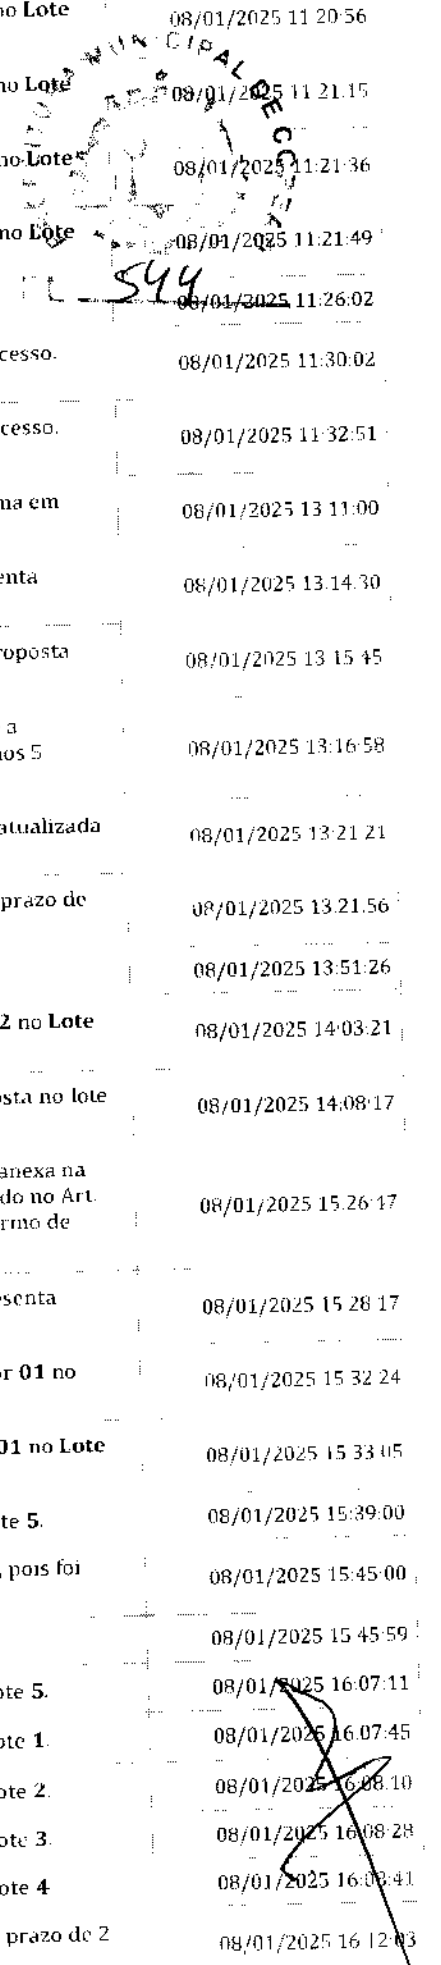 no Lote 08/01/2025 11 20:56
no Lote 08/01/2025 11 21.15
no Lote 08/01/2025 11:21:36
no Lote 08/01/2025 11:21:49
544
08/01/2025 11:26:02
cesso. 08/01/2025 11:30:02
cesso. 08/01/2025 11:32:51
na em 08/01/2025 13 11:00
enta 08/01/2025 13.14.30
roposta 08/01/2025 13 15 45
a
nos 5 08/01/2025 13:16:58
atualizada 08/01/2025 13:21 21
prazo de 08/01/2025 13.21.56
08/01/2025 13:51:26
2 no Lote 08/01/2025 14:03:21
osta no lote 08/01/2025 14:08:17
anexa na
do no Art.
rmo de 08/01/2025 15.26:47
esenta 08/01/2025 15 28 17
r 01 no 08/01/2025 15 32 24
01 no Lote 08/01/2025 15 33 05
te 5. 08/01/2025 15:39:00
, pois foi 08/01/2025 15:45:00
08/01/2025 15 45:59
ote 5. 08/01/2025 16:07:11
ote 1. 08/01/2025 16.07:45
ote 2. 08/01/2025 16:08.10
ote 3. 08/01/2025 16:08:28
ote 4 08/01/2025 16:08:41
prazo de 2 08/01/2025 16 12:03